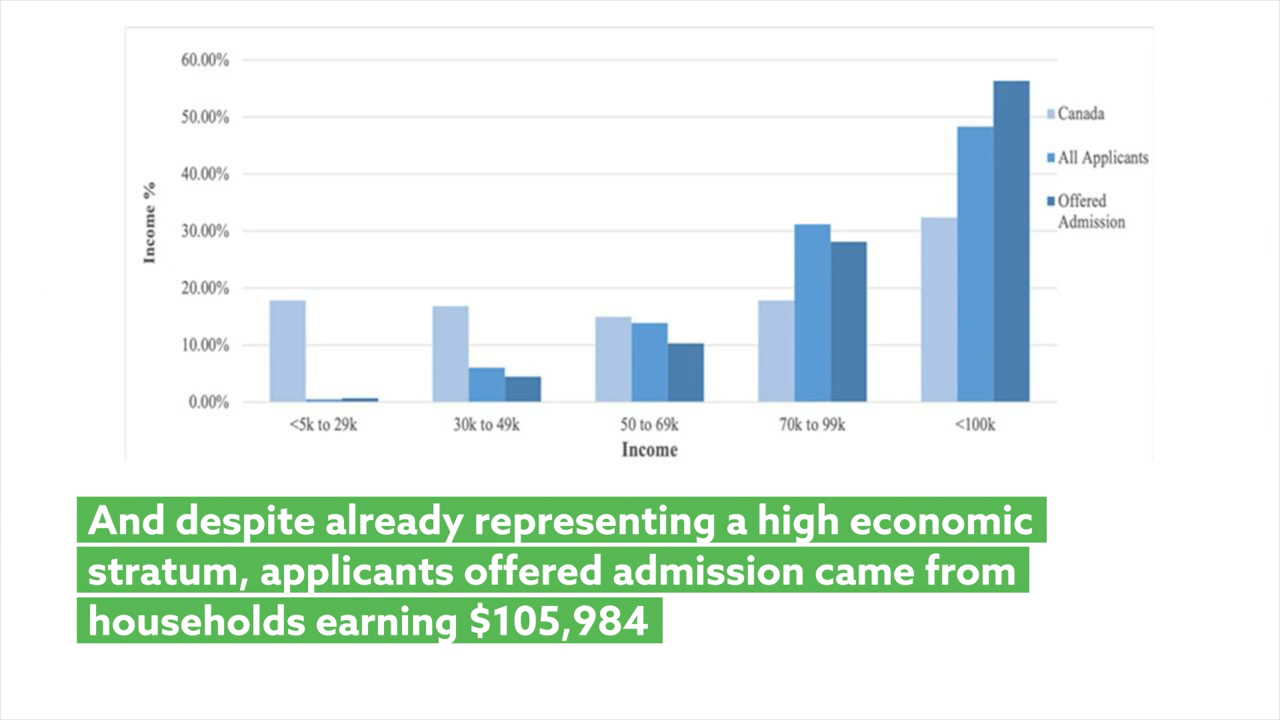 60.00%
50.00%
40.00%
30.00%
20.00%
10.00%
0.00%
Income %
<5k to 29k
30k to 49k
50 to 69k
70k to 99k
<100k
Income
Canada
All Applicants
Offered
Admission
And despite already representing a high economic
stratum, applicants offered admission came from
households earning $105,984